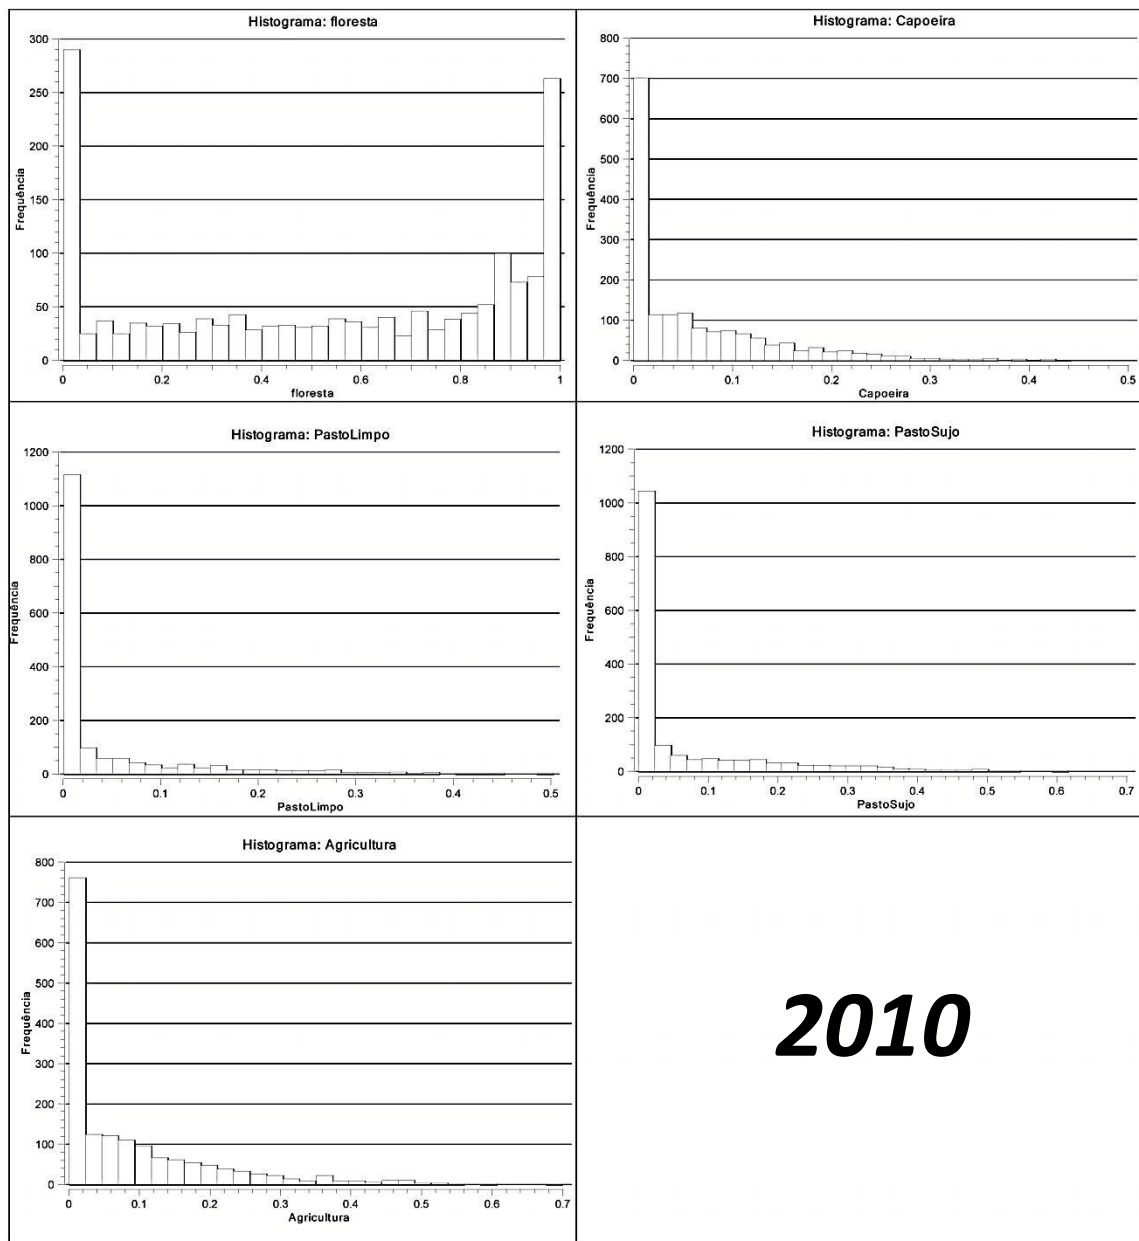 Histograma: floresta
300
250
200
150
100
50
0
Frequência
0 0.2 0.4 0.6 0.8 1
floresta
Histograma: Capoeira
800
700
600
500
400
300
200
100
0
Frequência
0 0.1 0.2 0.3 0.4 0.5
Capoeira
Histograma: PastoLimpo
1200
1000
800
600
400
200
0
Frequência
0 0.1 0.2 0.3 0.4 0.5
PastoLimpo
Histograma: PastoSujo
1200
1000
800
600
400
200
0
Frequência
0 0.1 0.2 0.3 0.4 0.5 0.6 0.7
PastoSujo
Histograma: Agricultura
800
700
600
500
400
300
200
100
0
Frequência
0 0.1 0.2 0.3 0.4 0.5 0.6 0.7
Agricultura
2010